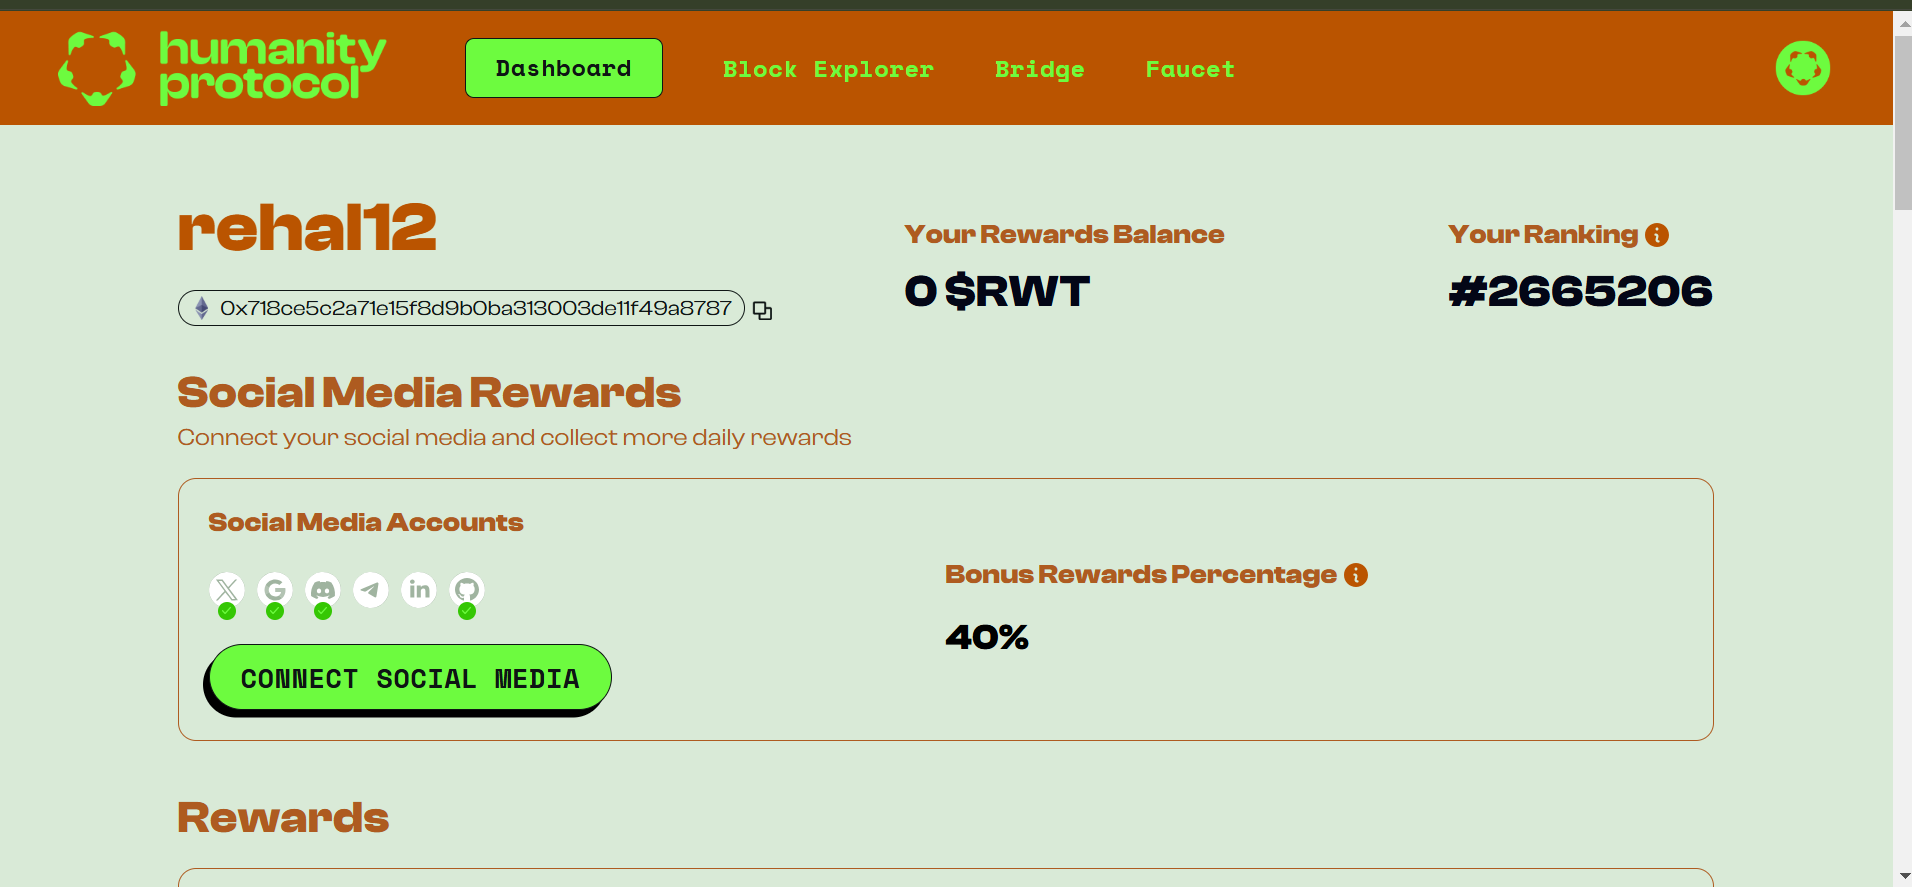 humanity
protocol
Dashboard
Block Explorer
Bridge
Faucet
rehal12
0x718ce5c2a71e15f8d9b0ba313003de11f49a8787
Your Rewards Balance
0 $RWT
Your Ranking
#2665206
Social Media Rewards
Connect your social media and collect more daily rewards
Social Media Accounts
CONNECT SOCIAL MEDIA
Bonus Rewards Percentage
40%
Rewards